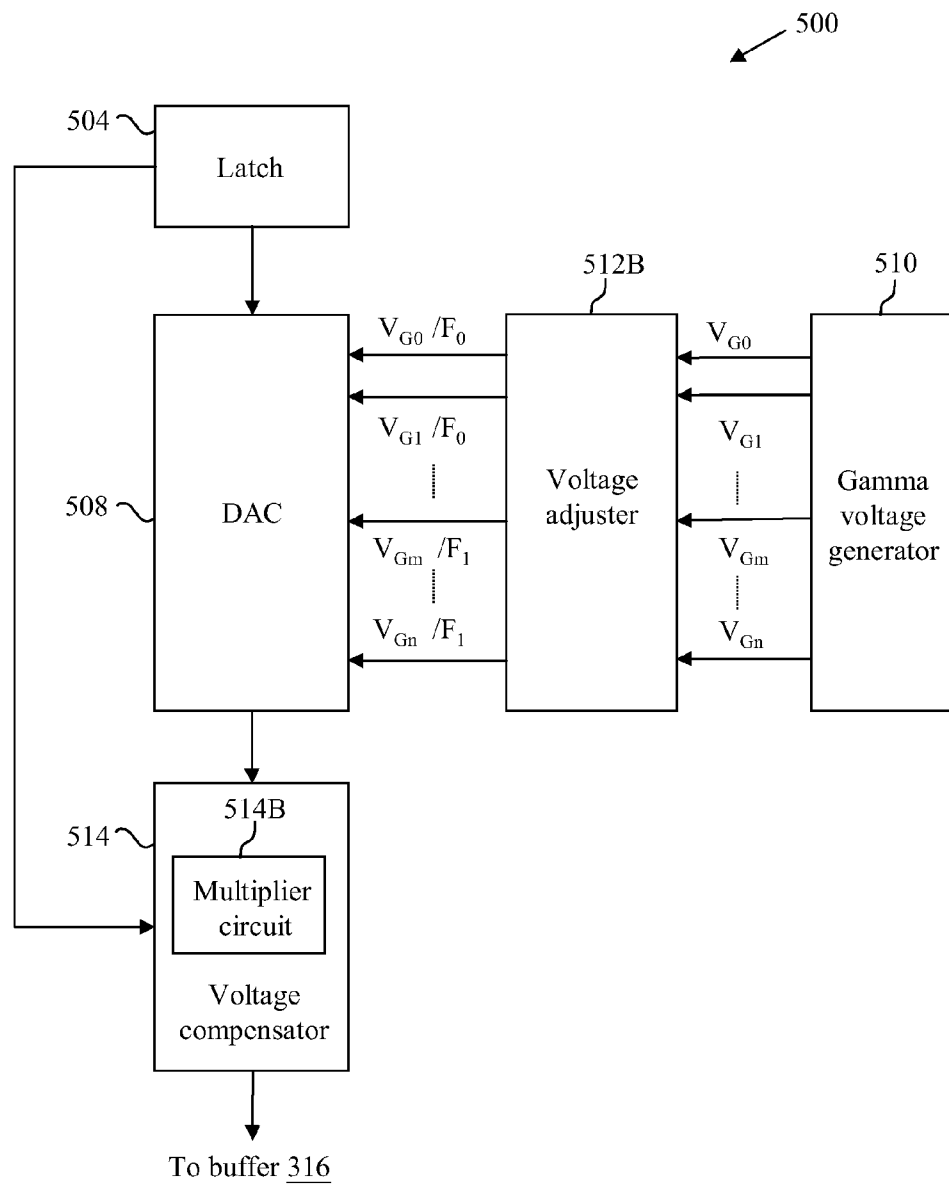 500
504
Latch
512B
510
V_G0 /F_0
V_G0
V_G1 /F_0
V_G1
508
DAC
Voltage
adjuster
Gamma
voltage
generator
V_Gm /F_1
V_Gm
V_Gn /F_1
V_Gn
514
514B
Multiplier
circuit
Voltage
compensator
To buffer 316